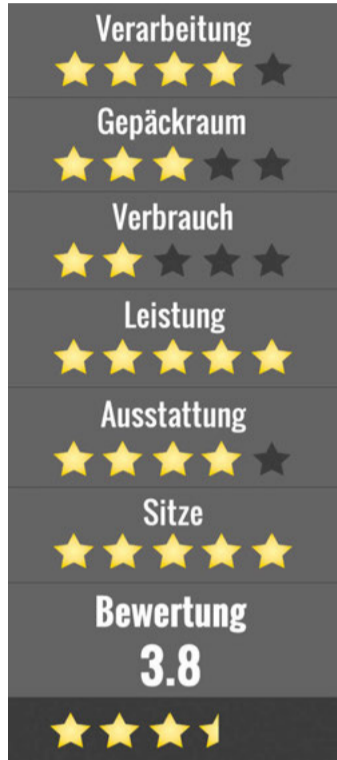 Verarbeitung
Gepäckraum
Verbrauch
Leistung
Ausstattung
Sitze
Bewertung
3.8